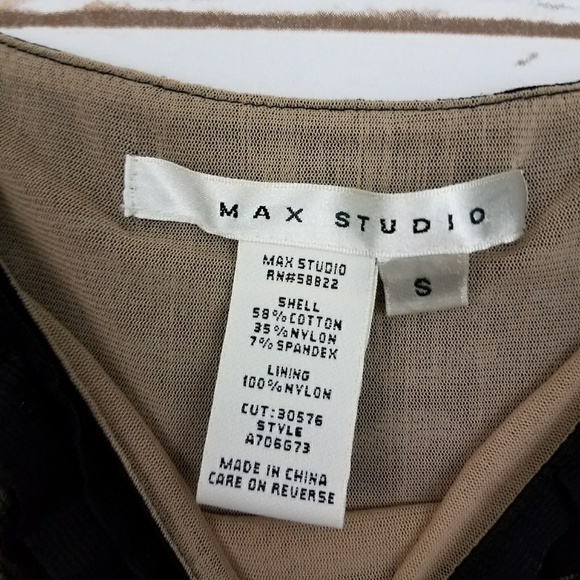 MAX STUDIO
S
MAX STUDIO
RN#58822
SHELL
58%COTTON
35%NYLON
7%SPANDEX
LINING
100%NYLON
CUT:30576
STYLE
A706G73
MADE IN CHINA
CARE ON REVERSE